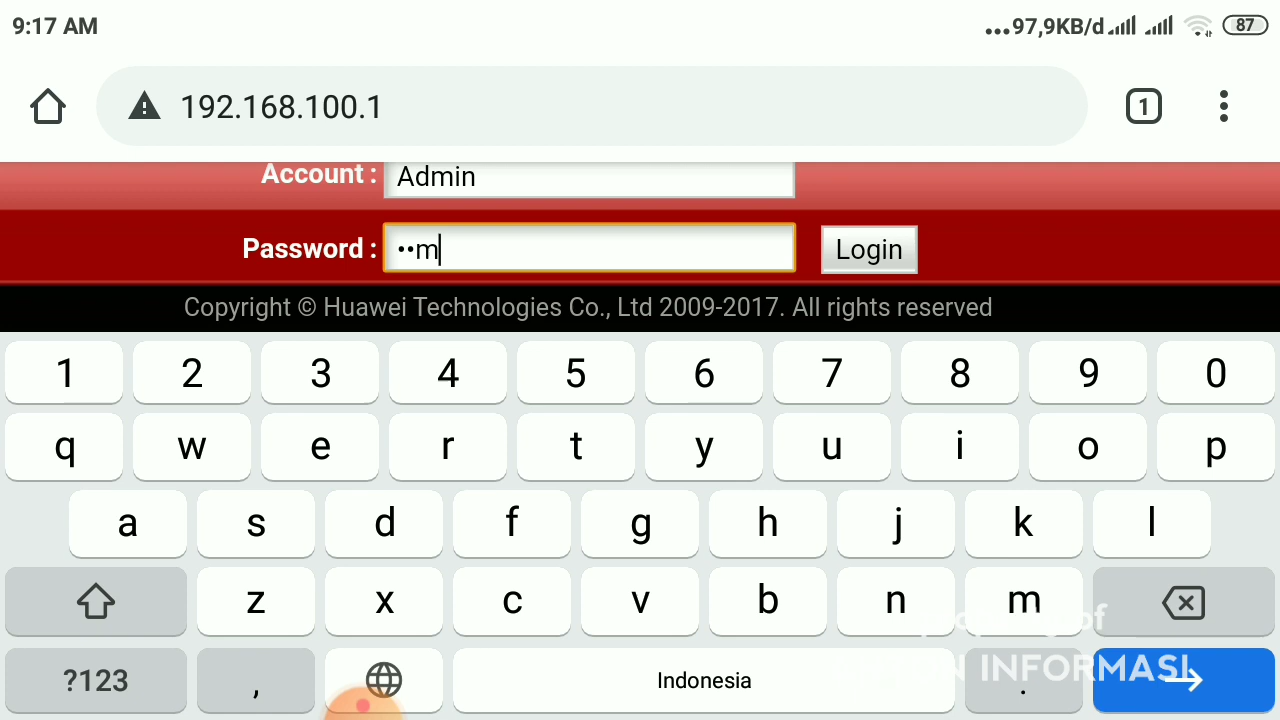 9:17 AM
...97,9KB/d 87
192.168.100.1 1
Account : Admin
Password : ••m Login
Copyright © Huawei Technologies Co., Ltd 2009-2017. All rights reserved
1 2 3 4 5 6 7 8 9 0
q w e r t y u i o p
a s d f g h j k l
z x c v b n m
of
?123 , Indonesia .
INFORMASI